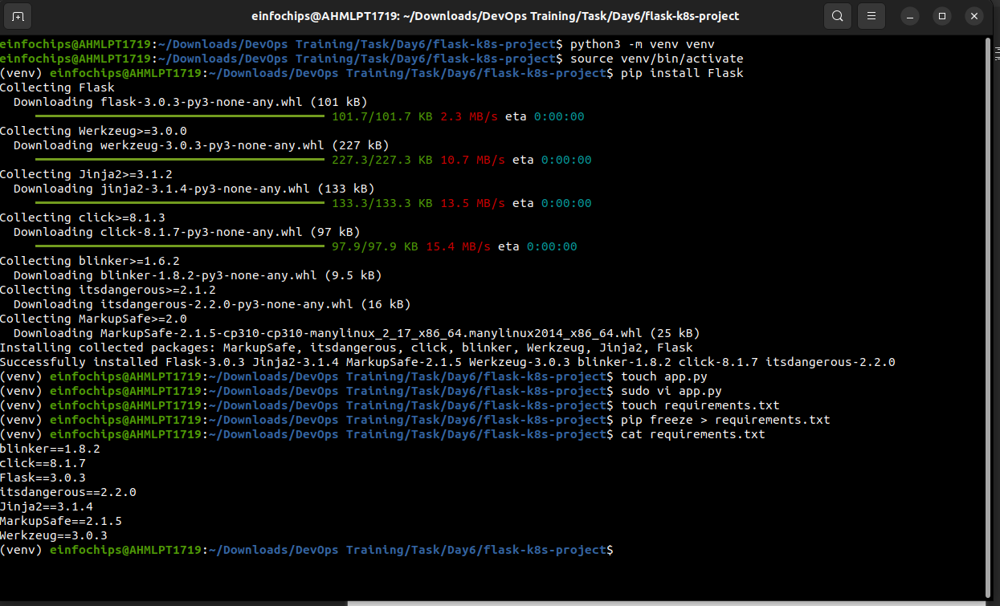 einfochips@AHMLPT1719: ~/Downloads/DevOps Training/Task/Day6/flask-k8s-project
einfochips@AHMLPT1719:~/Downloads/DevOps Training/Task/Day6/flask-k8s-project$ python3 -m venv venv
einfochips@AHMLPT1719:~/Downloads/DevOps Training/Task/Day6/flask-k8s-project$ source venv/bin/activate
(venv) einfochips@AHMLPT1719:~/Downloads/DevOps Training/Task/Day6/flask-k8s-project$ pip install Flask
Collecting Flask
  Downloading flask-3.0.3-py3-none-any.whl (101 kB)
101.7/101.7 KB 2.3 MB/s eta 0:00:00
Collecting Werkzeug>=3.0.0
  Downloading werkzeug-3.0.3-py3-none-any.whl (227 kB)
227.3/227.3 KB 10.7 MB/s eta 0:00:00
Collecting Jinja2>=3.1.2
  Downloading jinja2-3.1.4-py3-none-any.whl (133 kB)
133.3/133.3 KB 13.5 MB/s eta 0:00:00
Collecting click>=8.1.3
  Downloading click-8.1.7-py3-none-any.whl (97 kB)
97.9/97.9 KB 15.4 MB/s eta 0:00:00
Collecting blinker>=1.6.2
  Downloading blinker-1.8.2-py3-none-any.whl (9.5 kB)
Collecting itsdangerous>=2.1.2
  Downloading itsdangerous-2.2.0-py3-none-any.whl (16 kB)
Collecting MarkupSafe>=2.0
  Downloading MarkupSafe-2.1.5-cp310-cp310-manylinux_2_17_x86_64.manylinux2014_x86_64.whl (25 kB)
Installing collected packages: MarkupSafe, itsdangerous, click, blinker, Werkzeug, Jinja2, Flask
Successfully installed Flask-3.0.3 Jinja2-3.1.4 MarkupSafe-2.1.5 Werkzeug-3.0.3 blinker-1.8.2 click-8.1.7 itsdangerous-2.2.0
(venv) einfochips@AHMLPT1719:~/Downloads/DevOps Training/Task/Day6/flask-k8s-project$ touch app.py
(venv) einfochips@AHMLPT1719:~/Downloads/DevOps Training/Task/Day6/flask-k8s-project$ sudo vi app.py
(venv) einfochips@AHMLPT1719:~/Downloads/DevOps Training/Task/Day6/flask-k8s-project$ touch requirements.txt
(venv) einfochips@AHMLPT1719:~/Downloads/DevOps Training/Task/Day6/flask-k8s-project$ pip freeze > requirements.txt
(venv) einfochips@AHMLPT1719:~/Downloads/DevOps Training/Task/Day6/flask-k8s-project$ cat requirements.txt
blinker==1.8.2
click==8.1.7
Flask==3.0.3
itsdangerous==2.2.0
Jinja2==3.1.4
MarkupSafe==2.1.5
Werkzeug==3.0.3
(venv) einfochips@AHMLPT1719:~/Downloads/DevOps Training/Task/Day6/flask-k8s-project$